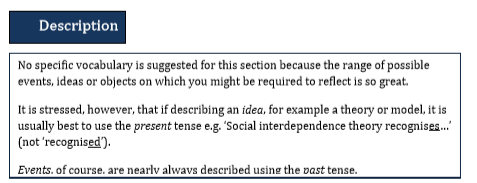 Description
No specific vocabulary is suggested for this section because the range of possible
events, ideas or objects on which you might be required to reflect is so great.
It is stressed, however, that if describing an idea, for example a theory or model, it is
usually best to use the present tense e.g. ‘Social interdependence theory recognises...’
(not ‘recognised’).
Events, of course, are nearly always described using the past tense.